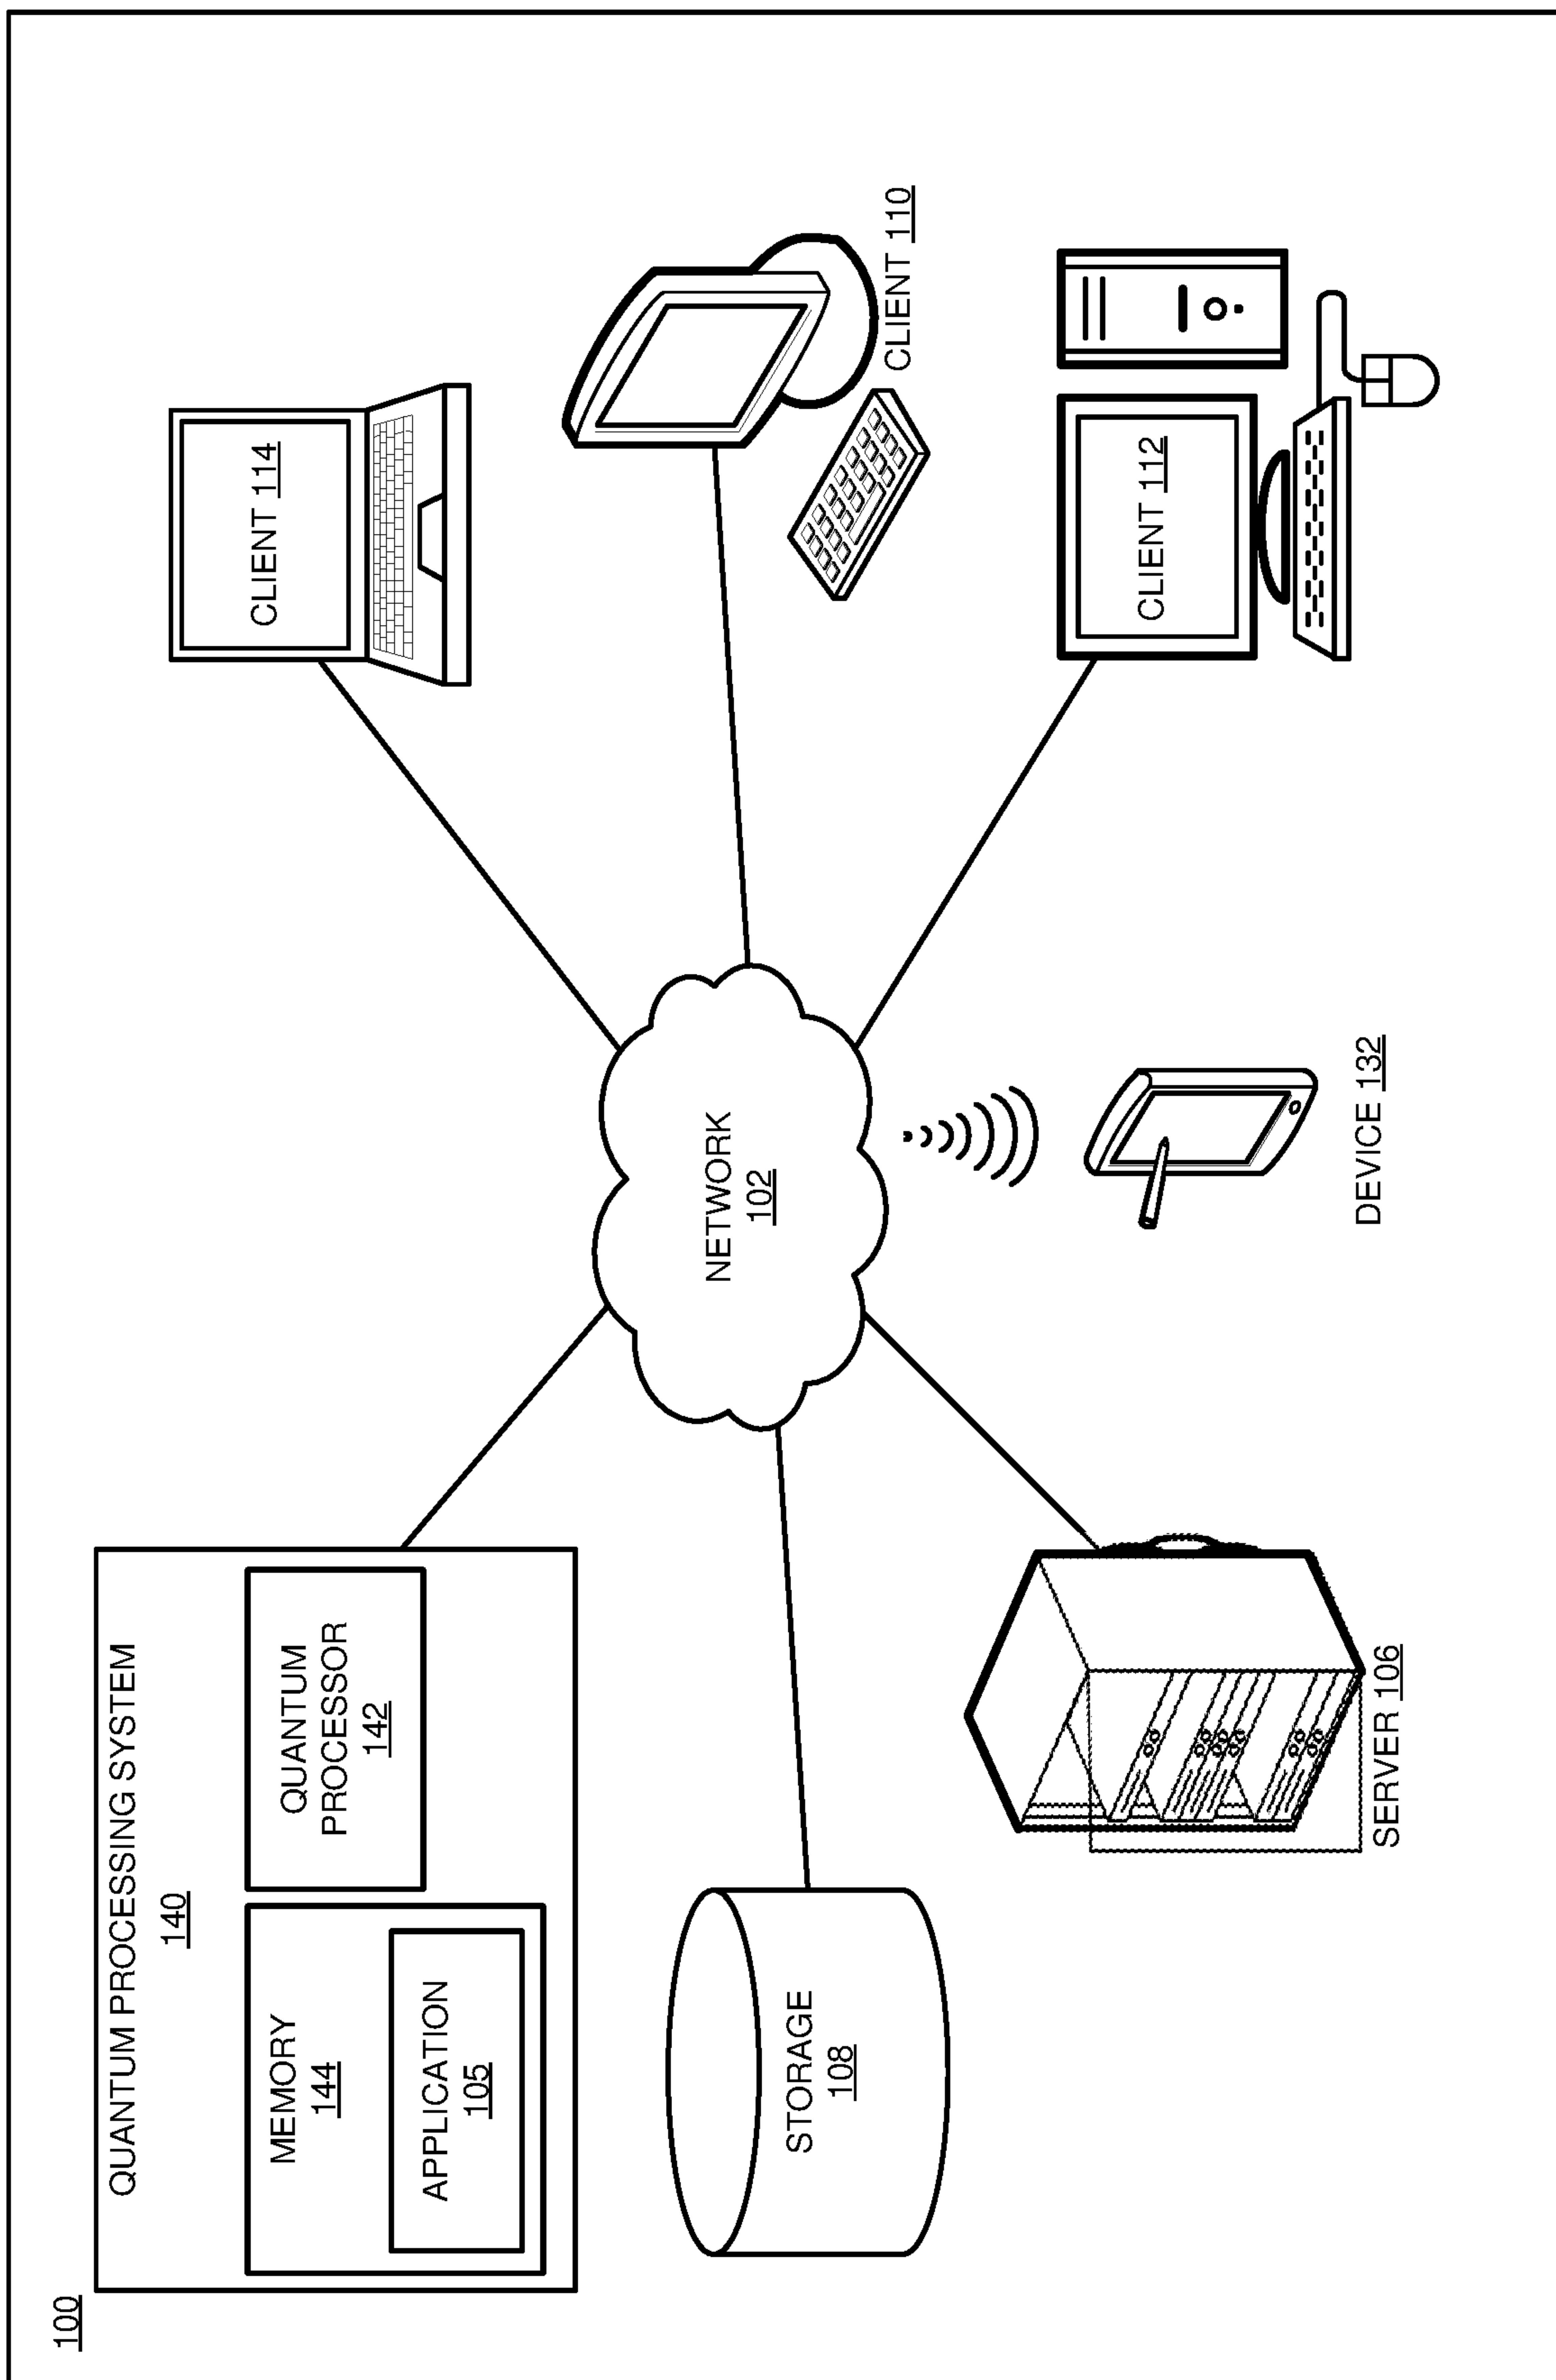 100
QUANTUM PROCESSING SYSTEM
140
MEMORY
144
APPLICATION
105
QUANTUM
PROCESSOR
142
CLIENT 114
STORAGE
108
NETWORK
102
CLIENT 110
SERVER 106
DEVICE 132
CLIENT 112